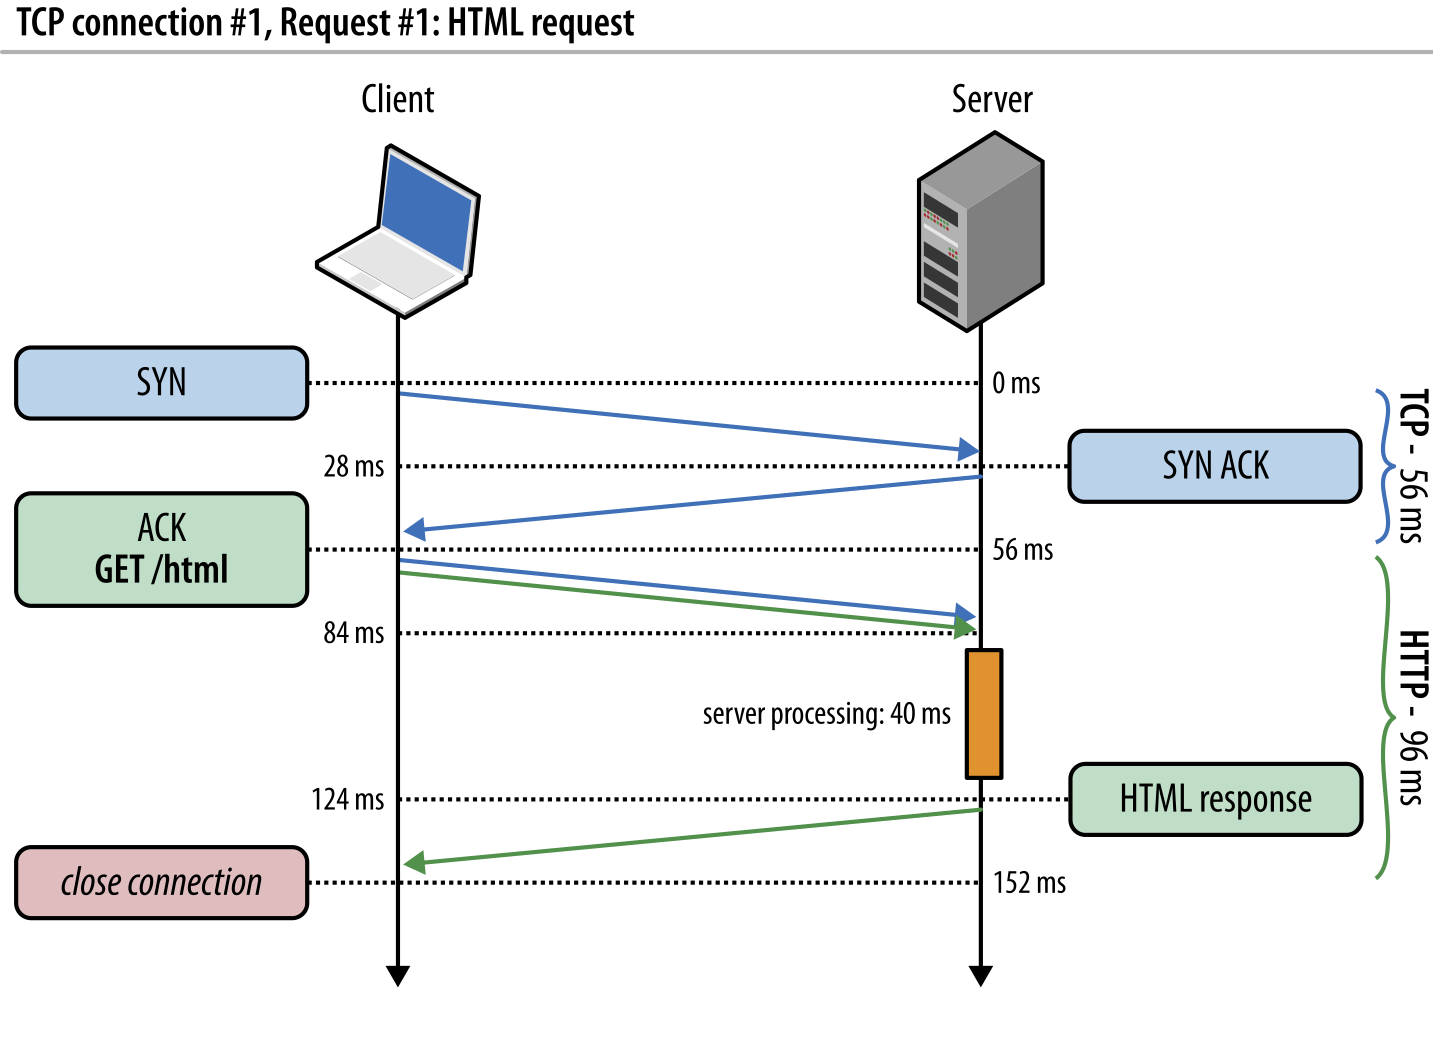 TCP connection #1, Request #1: HTML request
Client
Server
SYN
0 ms
28 ms
SYN ACK
TCP - 56 ms
ACK
GET /html
56 ms
84 ms
server processing: 40 ms
HTTP - 96 ms
124 ms
HTML response
close connection
152 ms